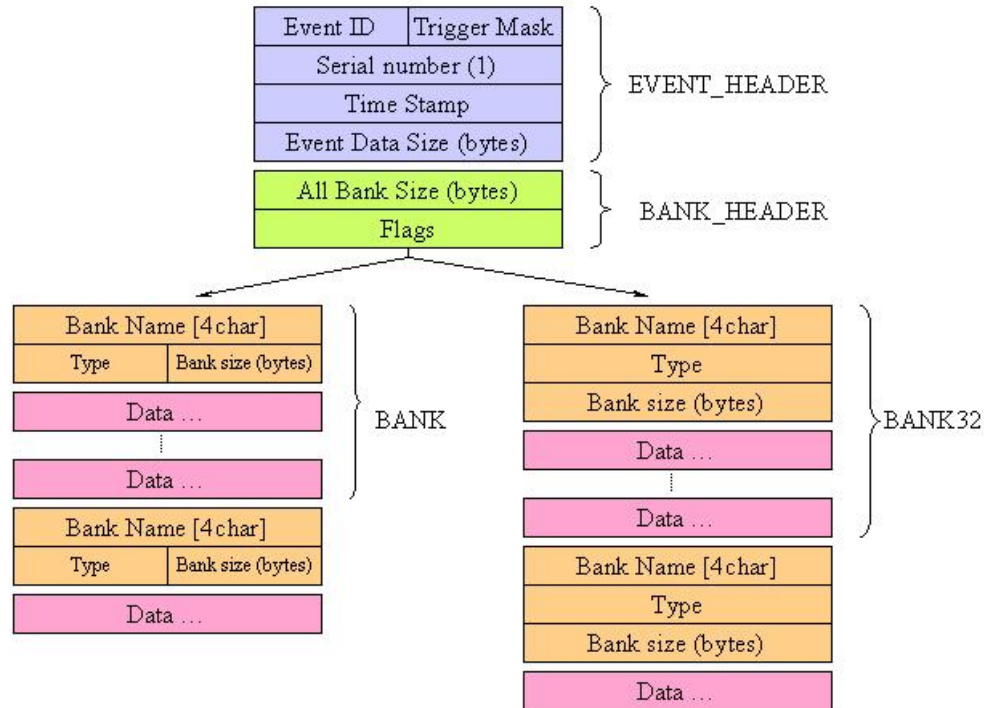 Event ID
Trigger Mask
Serial number (1)
Time Stamp
Event Data Size (bytes)
EVENT_HEADER
All Bank Size (bytes)
Flags
BANK_HEADER
Bank Name [4char]
Type
Bank size (bytes)
Data ...
Data ...
BANK
Bank Name [4char]
Type
Bank size (bytes)
Data ...
Bank Name [4char]
Type
Bank size (bytes)
Data ...
Data ...
BANK32
Bank Name [4char]
Type
Bank size (bytes)
Data ...